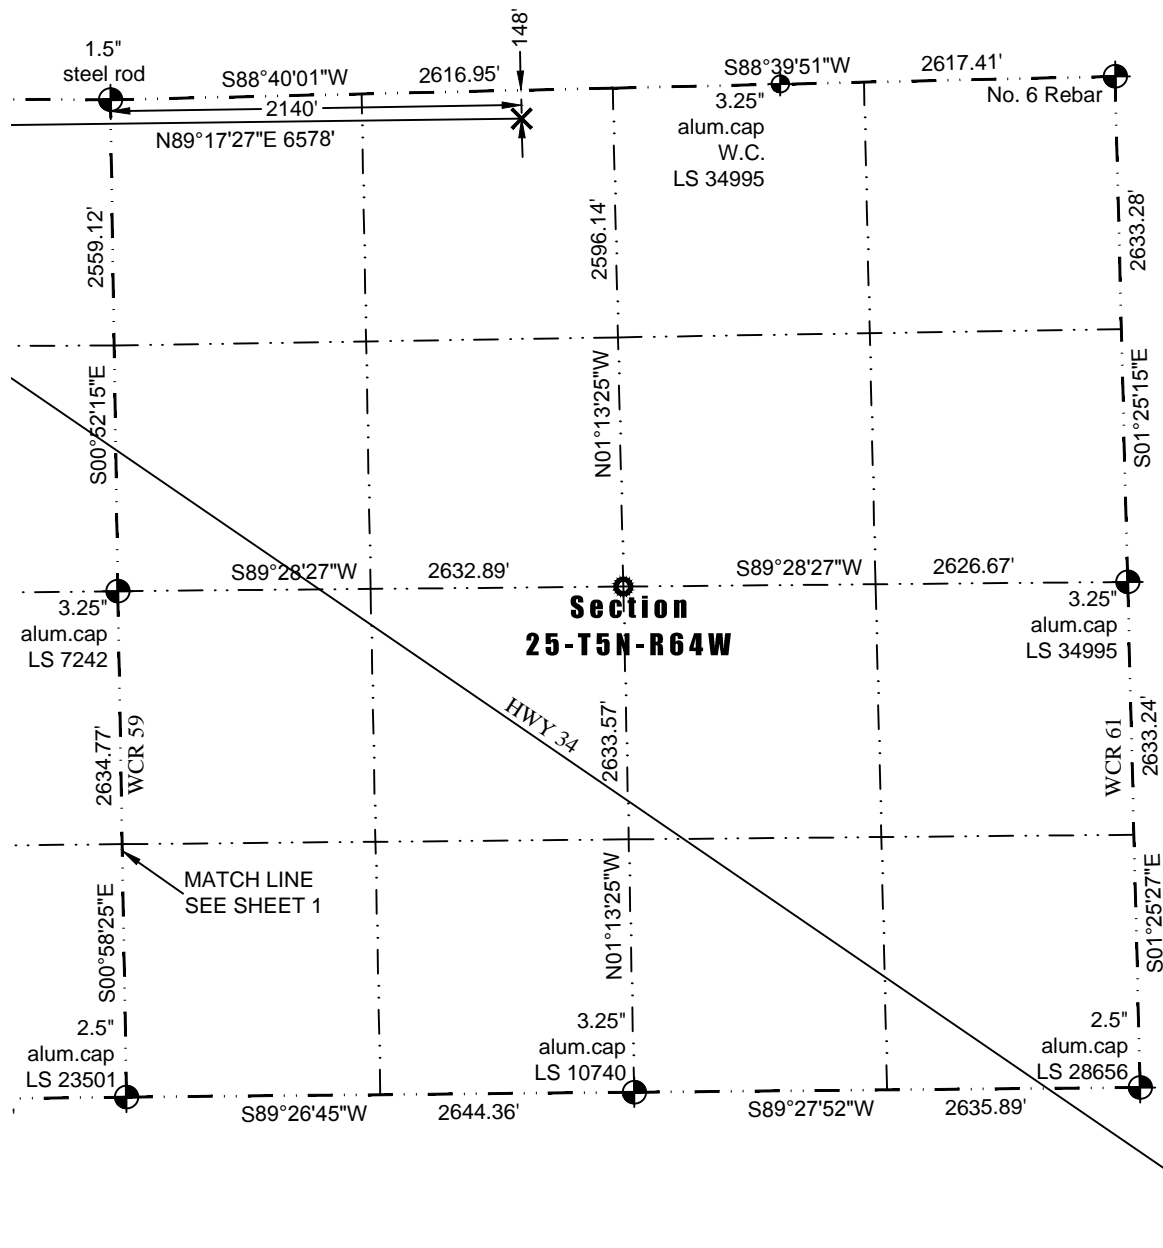 148'
1.5"
steel rod
S88°40'01"W
2616.95'
S88°39'51"W
2617.41'
2140'
No. 6 Rebar
N89°17'27"E 6578'
3.25"
alum.cap
W.C.
LS 34995
2559.12'
2596.14'
2633.28'
S00°52'15"E
N01°13'25"W
S01°25'15"E
S89°28'27"W
2632.89'
S89°28'27"W
2626.67'
3.25"
alum.cap
LS 7242
Section
25-T5N-R64W
3.25"
alum.cap
LS 34995
2634.77'
WCR 59
HWY 34
2633.57'
WCR 61
2633.24'
MATCH LINE
SEE SHEET 1
S00°58'25"E
N01°13'25"W
S01°25'27"E
2.5"
alum.cap
LS 23501
3.25"
alum.cap
LS 10740
2.5"
alum.cap
LS 28656
S89°26'45"W
2644.36'
S89°27'52"W
2635.89'